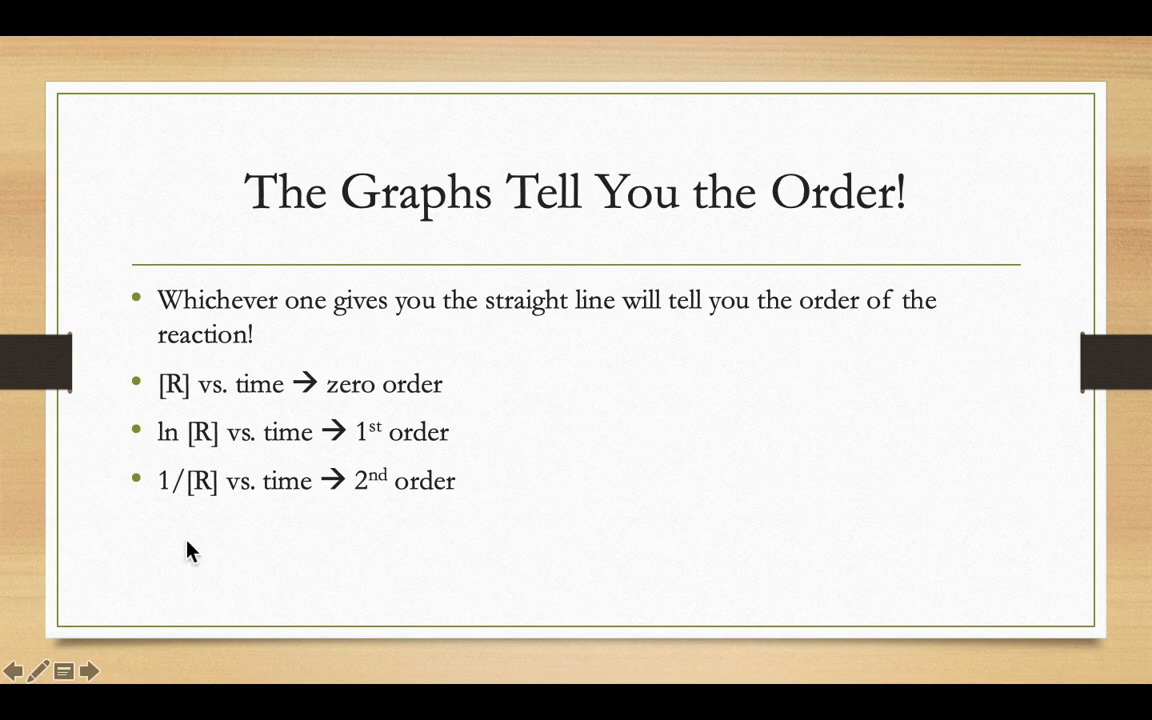 The Graphs Tell You the Order!
• Whichever one gives you the straight line will tell you the order of the
reaction!
• [R] vs. time → zero order
• ln [R] vs. time → 1st order
• 1/[R] vs. time → 2nd order